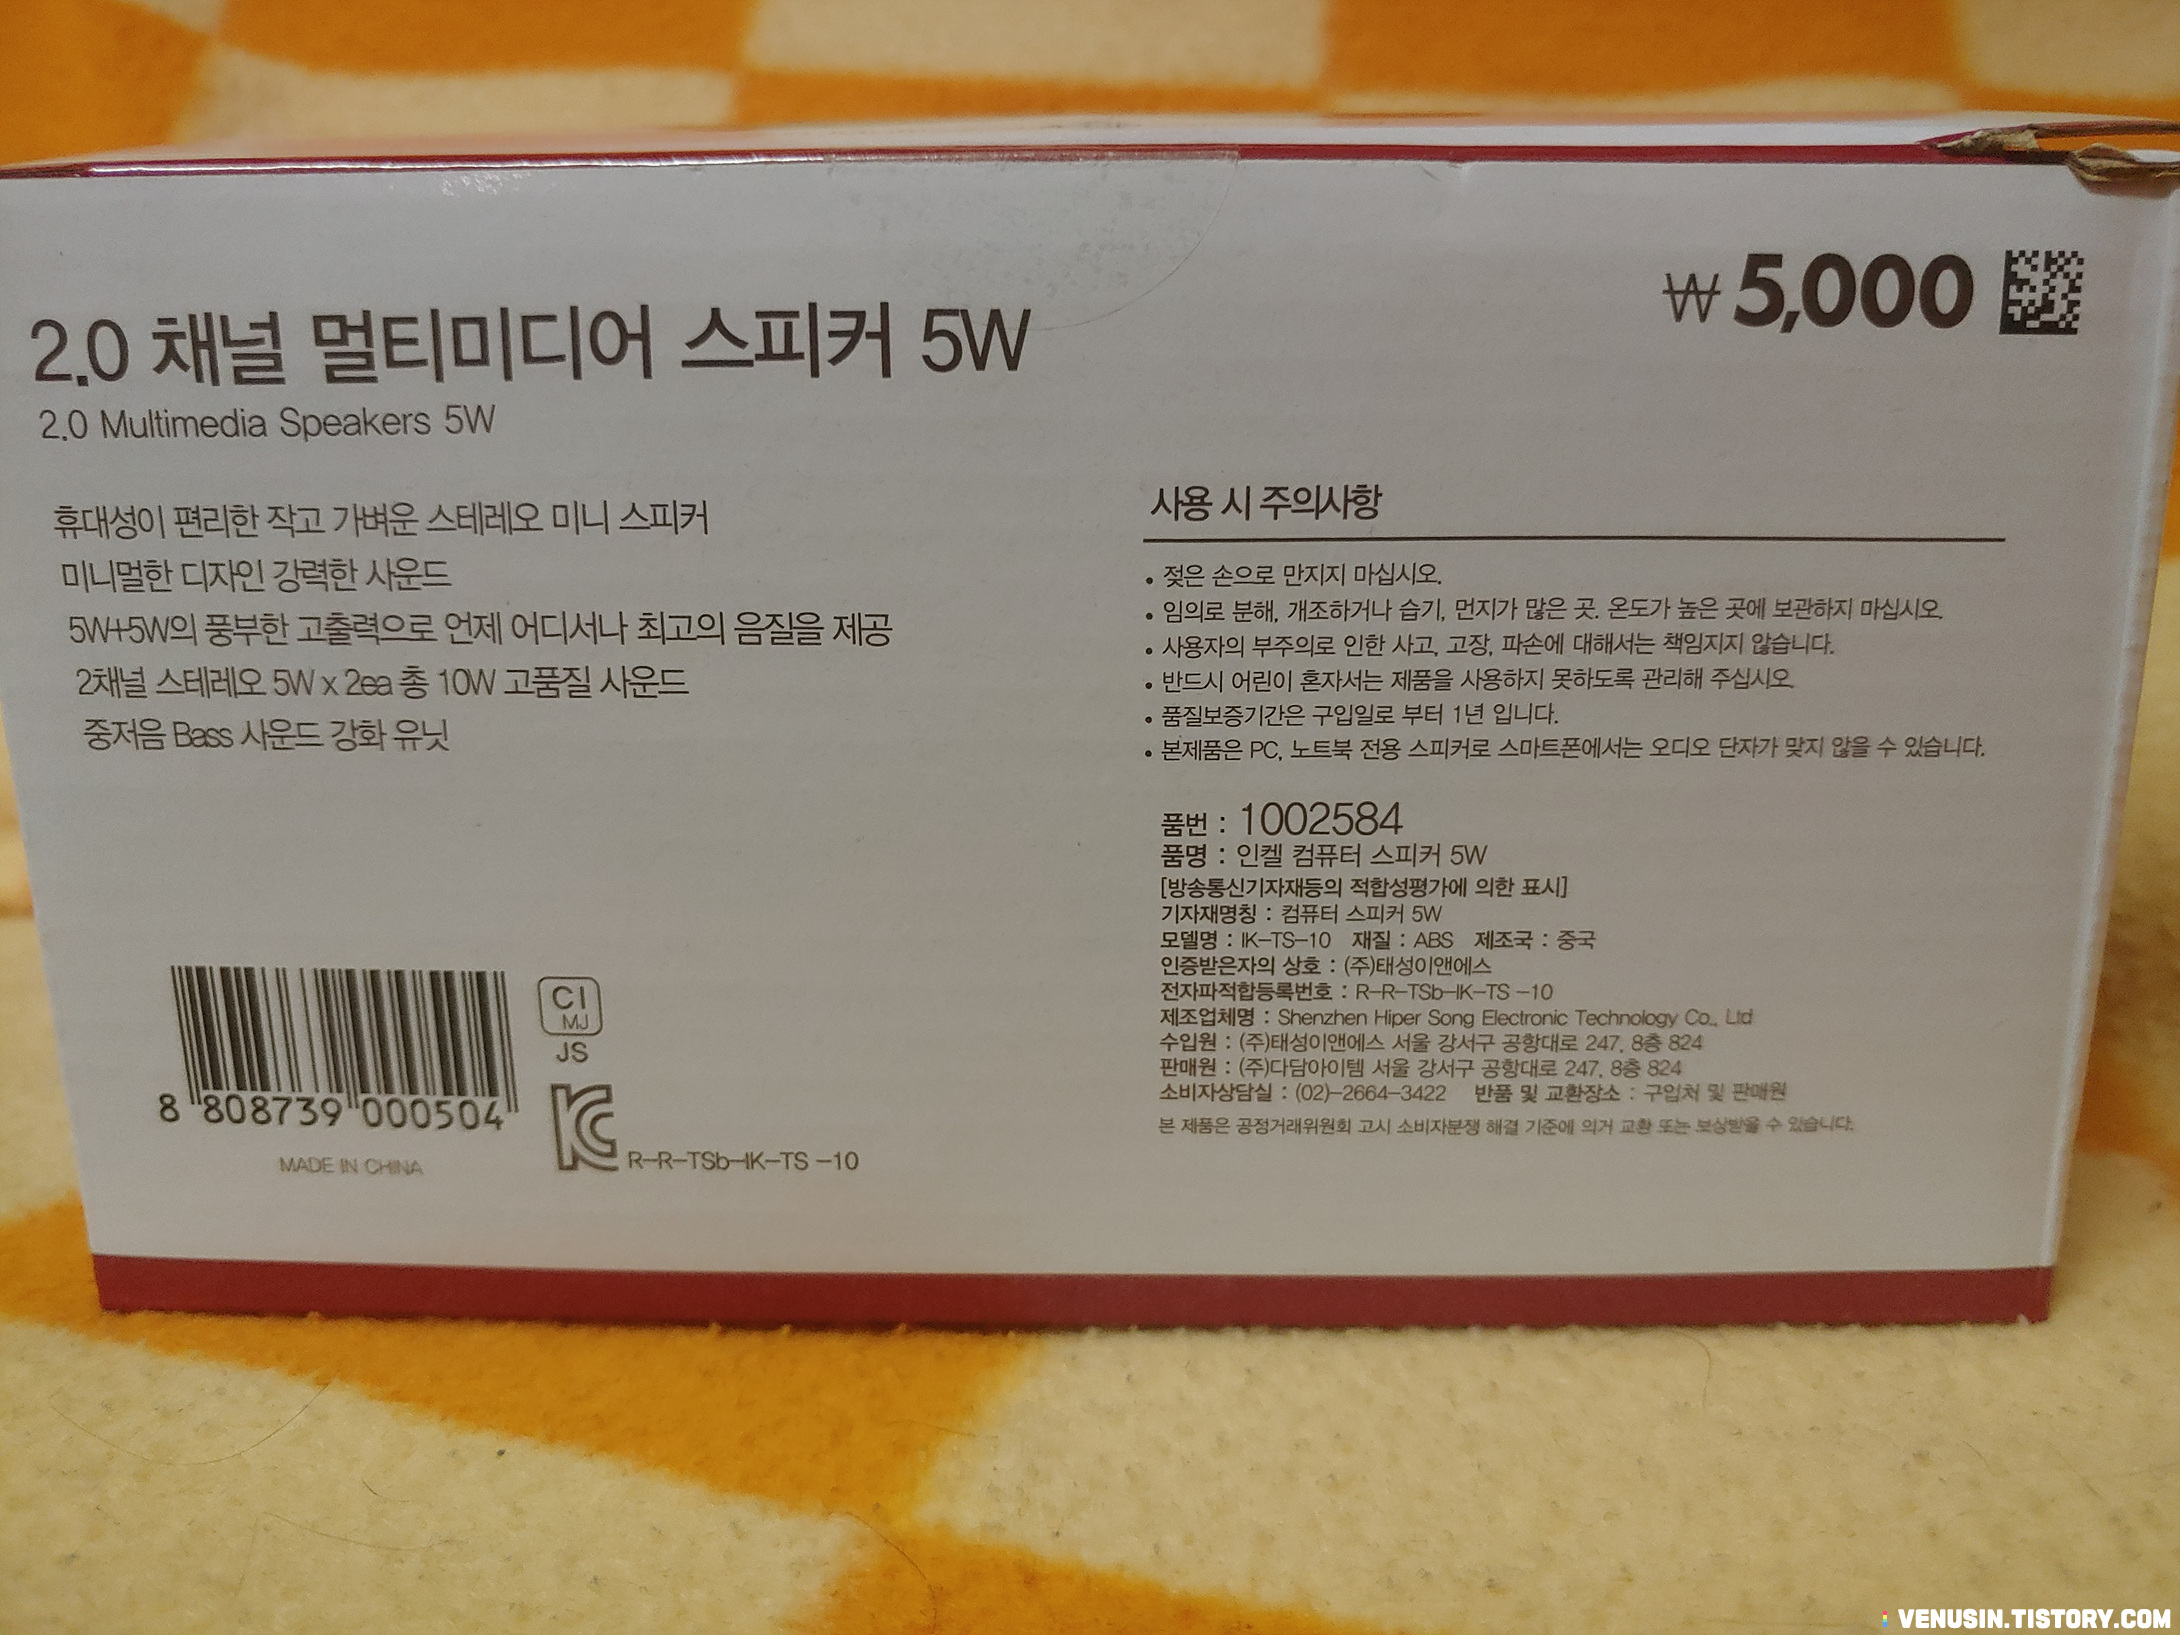 ₩ 5,000
2.0 채널 멀티미디어 스피커 5W
2.0 Multimedia Speakers 5W
휴대성이 편리한 작고 가벼운 스테레오 미니 스피커
미니멀한 디자인 강력한 사운드
5W+5W의 풍부한 고출력으로 언제 어디서나 최고의 음질을 제공
2채널 스테레오 5W x 2ea 총 10W 고품질 사운드
중저음 Bass 사운드 강화 유닛
8 808739 000504
MADE IN CHINA
CI
MJ
JS
R-R-TSb-IK-TS -10
사용 시 주의사항
• 젖은 손으로 만지지 마십시오.
• 임의로 분해, 개조하거나 습기, 먼지가 많은 곳. 온도가 높은 곳에 보관하지 마십시오.
• 사용자의 부주의로 인한 사고, 고장, 파손에 대해서는 책임지지 않습니다.
• 반드시 어린이 혼자서는 제품을 사용하지 못하도록 관리해 주십시오.
• 품질보증기간은 구입일로 부터 1년 입니다.
• 본제품은 PC, 노트북 전용 스피커로 스마트폰에서는 오디오 단자가 맞지 않을 수 있습니다.
품번 : 1002584
품명 : 인켈 컴퓨터 스피커 5W
[방송통신기자재등의 적합성평가에 의한 표시]
기자재명칭 : 컴퓨터 스피커 5W
모델명 : IK-TS-10 재질 : ABS 제조국 : 중국
인증받은자의 상호 : (주)태성이앤에스
전자파적합등록번호 : R-R-TSb-IK-TS -10
제조업체명 : Shenzhen Hiper Song Electronic Technology Co., Ltd
수입원 : (주)태성이앤에스 서울 강서구 공항대로 247, 8층 824
판매원 : (주)다담아이템 서울 강서구 공항대로 247, 8층 824
소비자상담실 : (02)-2664-3422 반품 및 교환장소 : 구입처 및 판매원
본 제품은 공정거래위원회 고시 소비자분쟁 해결 기준에 의거 교환 또는 보상받을 수 있습니다.
VENUSIN.TISTORY.COM